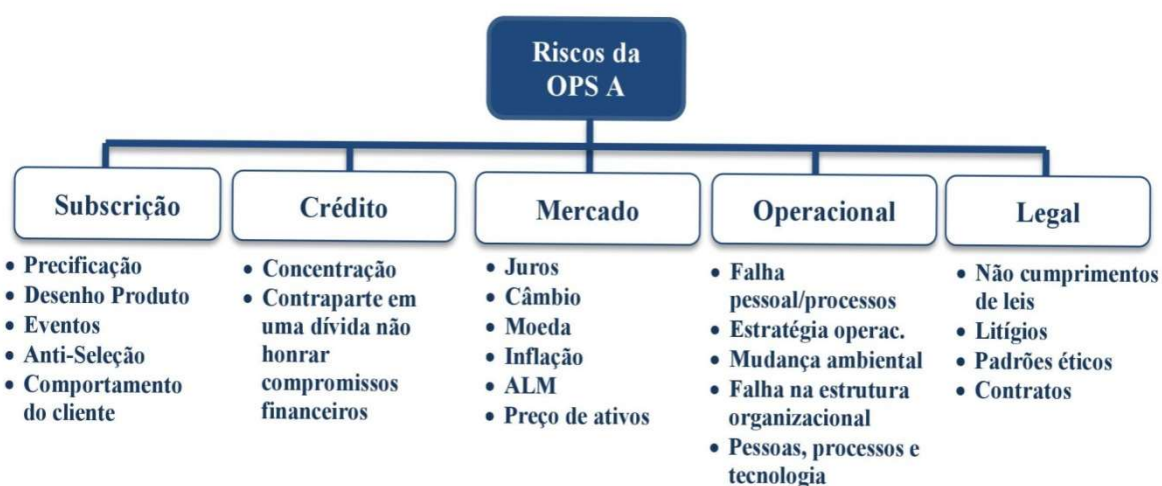 Riscos da
OPS A
Subscrição
• Precificação
• Desenho Produto
• Eventos
• Anti-Seleção
• Comportamento
do cliente
Crédito
• Concentração
• Contraparte em
uma dívida não
honrar
compromissos
financeiros
Mercado
• Juros
• Câmbio
• Moeda
• Inflação
• ALM
• Preço de ativos
Operacional
• Falha
pessoal/processos
• Estratégia operac.
• Mudança ambiental
• Falha na estrutura
organizacional
• Pessoas, processos e
tecnologia
Legal
• Não cumprimentos
de leis
• Litígios
• Padrões éticos
• Contratos